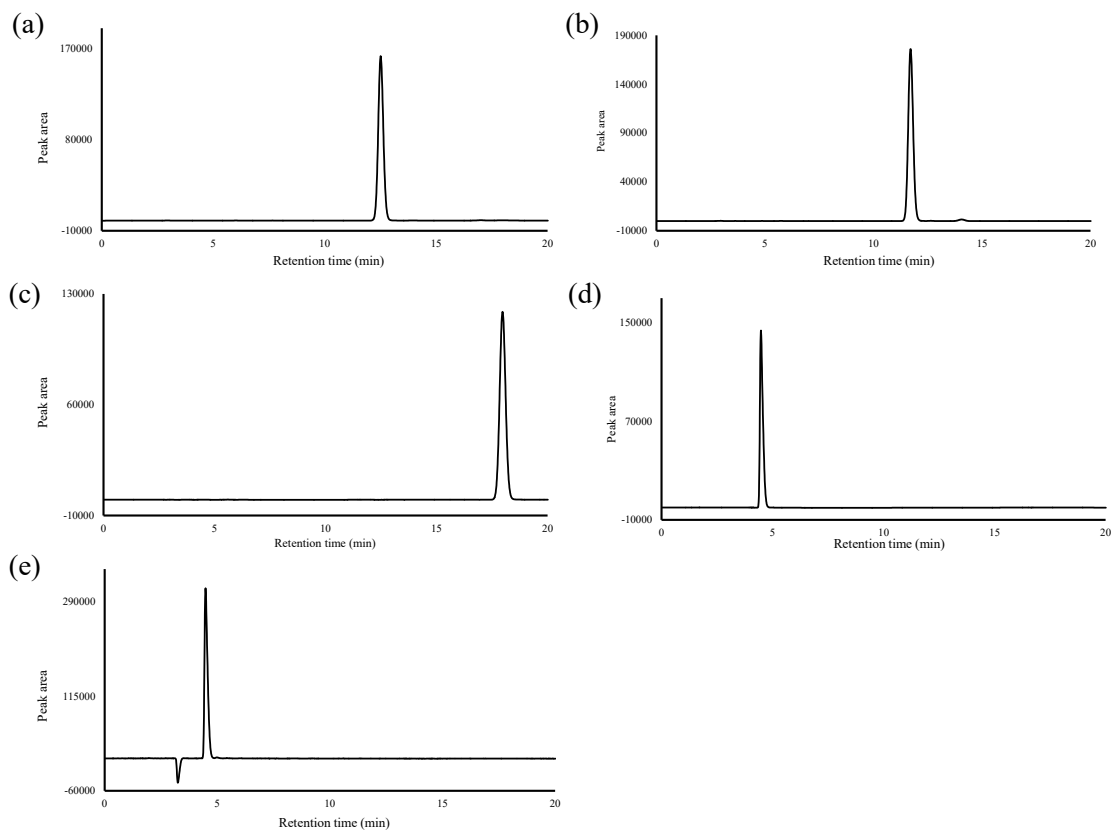 (a)
170000
80000
-10000
Peak area
0 5 10 15 20
Retention time (min)
(b)
190000
140000
90000
40000
-10000
Peak area
0 5 10 15 20
Retention time (min)
(c)
130000
60000
-10000
Peak area
0 5 10 15 20
Retention time (min)
(d)
150000
70000
-10000
Peak area
0 5 10 15 20
Retention time (min)
(e)
290000
115000
-60000
Peak area
0 5 10 15 20
Retention time (min)